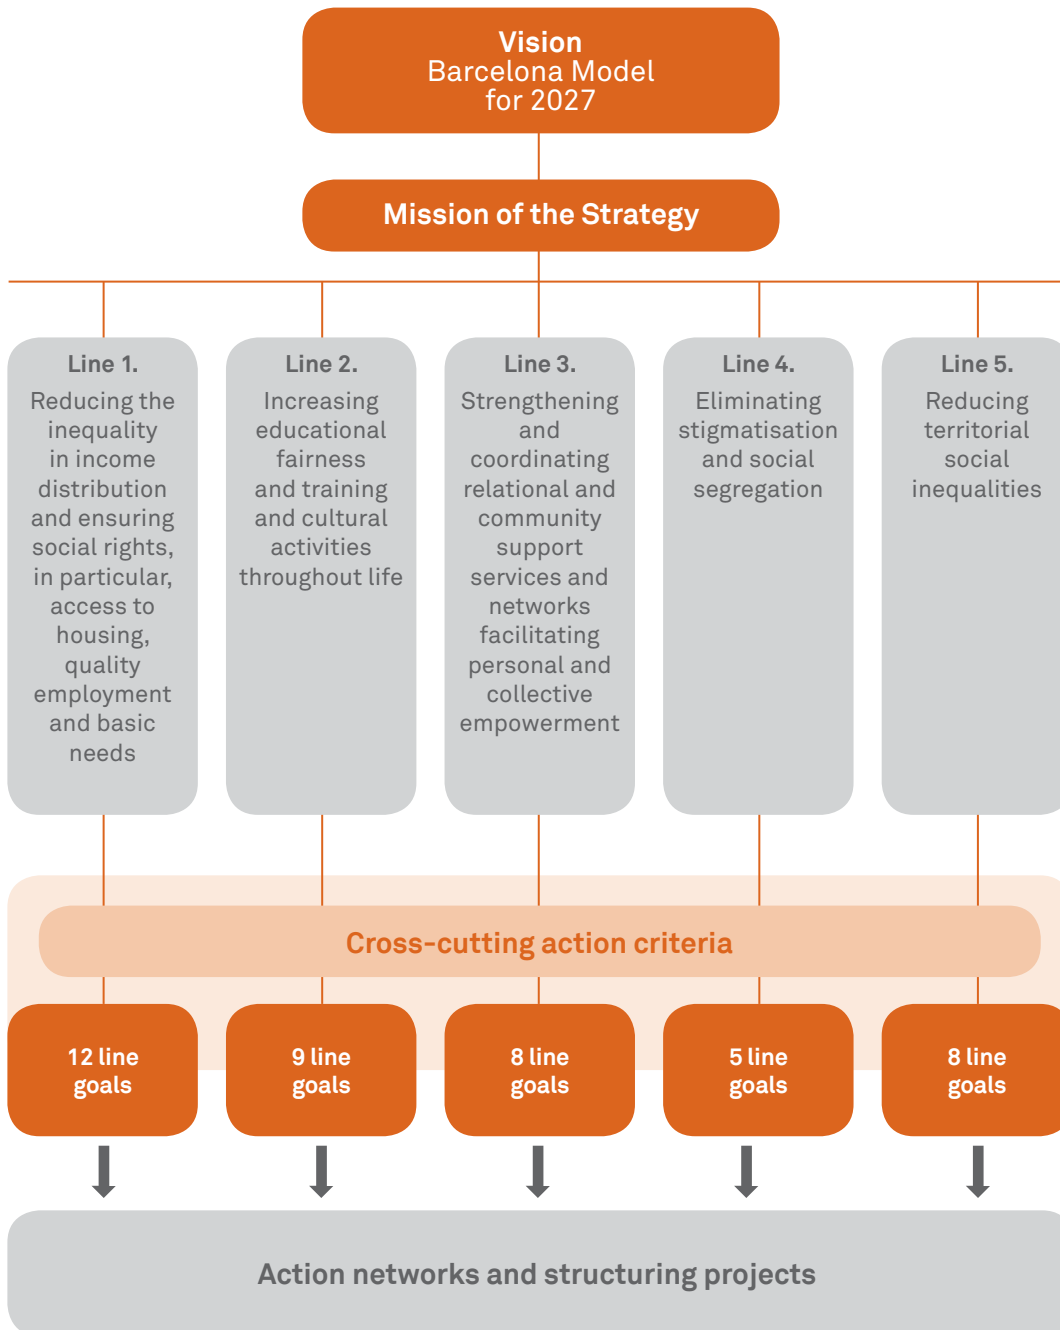 Vision
Barcelona Model
for 2027
Mission of the Strategy
Line 1.
Reducing the
inequality
in income
distribution
and ensuring
social rights,
in particular,
access to
housing,
quality
employment
and basic
needs
Line 2.
Increasing
educational
fairness
and training
and cultural
activities
throughout life
Line 3.
Strengthening
and
coordinating
relational and
community
support
services and
networks
facilitating
personal and
collective
empowerment
Line 4.
Eliminating
stigmatisation
and social
segregation
Line 5.
Reducing
territorial
social
inequalities
Cross-cutting action criteria
12 line
goals
9 line
goals
8 line
goals
5 line
goals
8 line
goals
Action networks and structuring projects